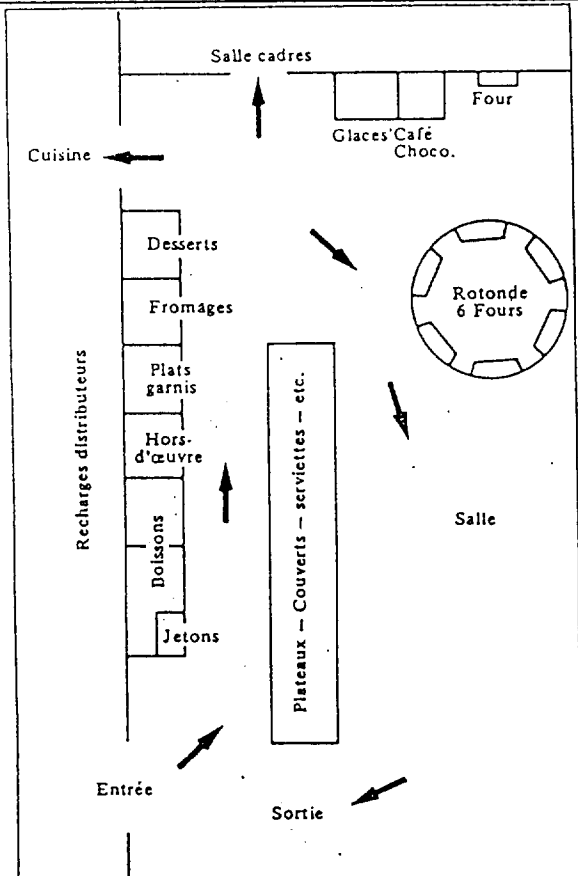 Salle cadres
Four
Glaces'Café
Choco.
Cuisine
Desserts
Rotonde
6 Fours
Fromages
Plats
garnis
Hors-
d'œuvre
Recharges distributeurs
Boissons
Jetons
Plateaux – Couverts – serviettes – etc.
Salle
Entrée
Sortie